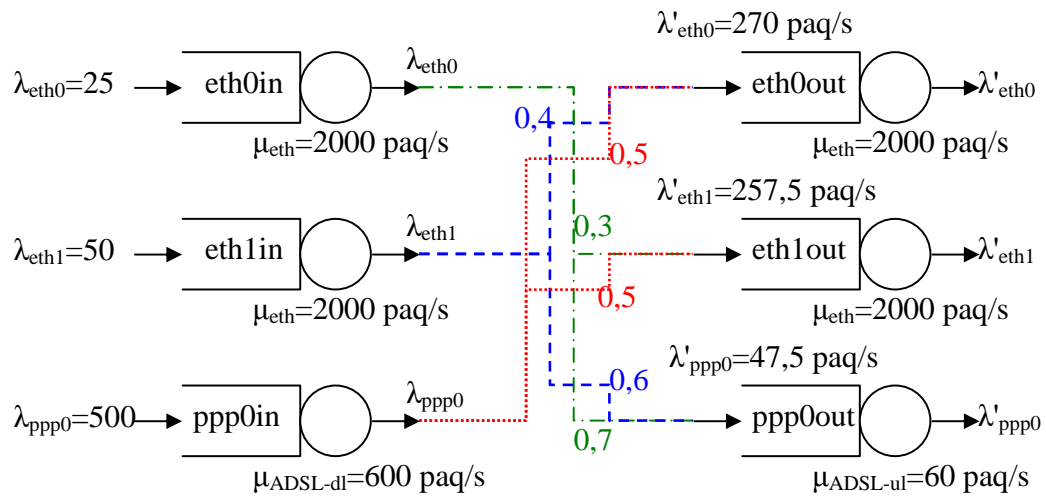 λ'eth0=270 paq/s
λeth0=25
eth0in
λeth0
eth0out
λ'eth0
0,4
μeth=2000 paq/s
0,5
μeth=2000 paq/s
λ'eth1=257,5 paq/s
0,3
λeth1=50
eth1in
λeth1
eth1out
λ'eth1
0,5
μeth=2000 paq/s
μeth=2000 paq/s
λ'ppp0=47,5 paq/s
0,6
λppp0=500
ppp0in
λppp0
ppp0out
λ'ppp0
0,7
μADSL-dl=600 paq/s
μADSL-ul=60 paq/s